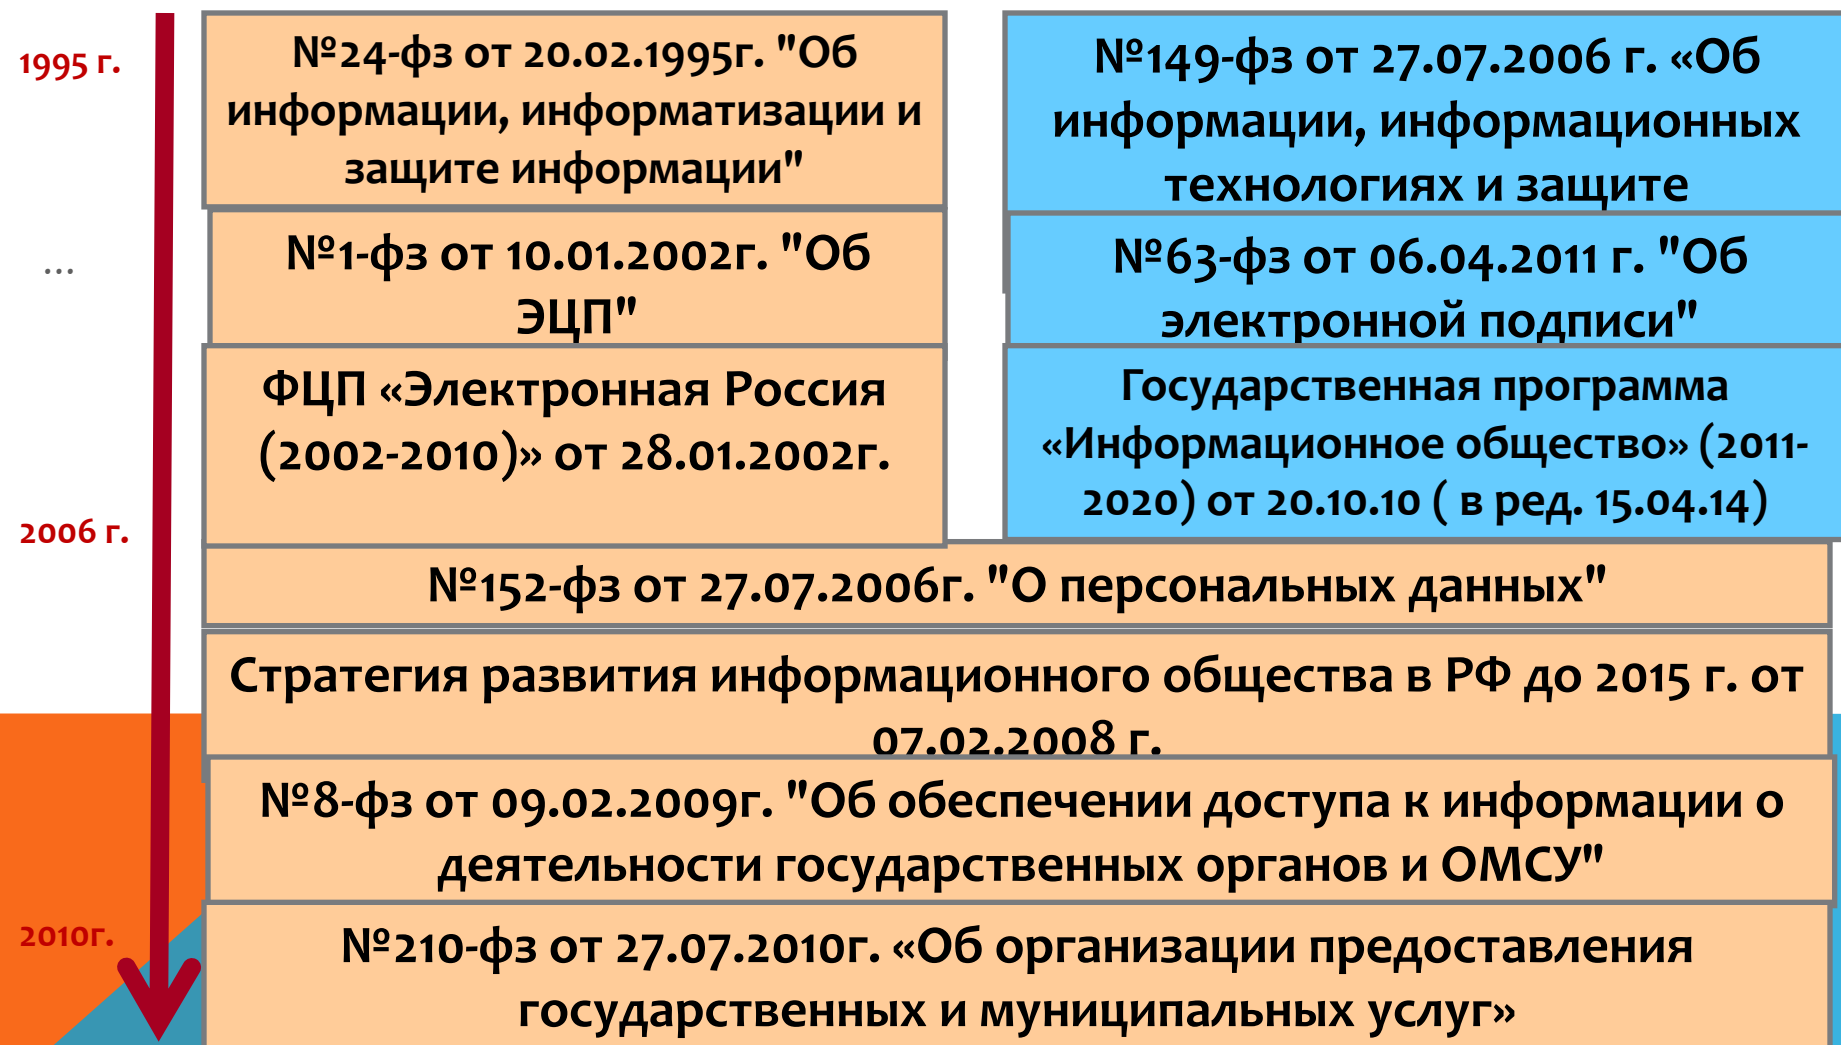 1995 г.
№24-фз от 20.02.1995г. "Об
информации, информатизации и
защите информации"
№149-фз от 27.07.2006 г. «Об
информации, информационных
технологиях и защите
...
№1-фз от 10.01.2002г. "Об
ЭЦП"
№63-фз от 06.04.2011 г. "Об
электронной подписи"
ФЦП «Электронная Россия
(2002-2010)» от 28.01.2002г.
Государственная программа
«Информационное общество» (2011-
2020) от 20.10.10 ( в ред. 15.04.14)
2006 г.
№152-фз от 27.07.2006г. "О персональных данных"
Стратегия развития информационного общества в РФ до 2015 г. от
07.02.2008 г.
№8-фз от 09.02.2009г. "Об обеспечении доступа к информации о
деятельности государственных органов и ОМСУ"
2010г.
№210-фз от 27.07.2010г. «Об организации предоставления
государственных и муниципальных услуг»